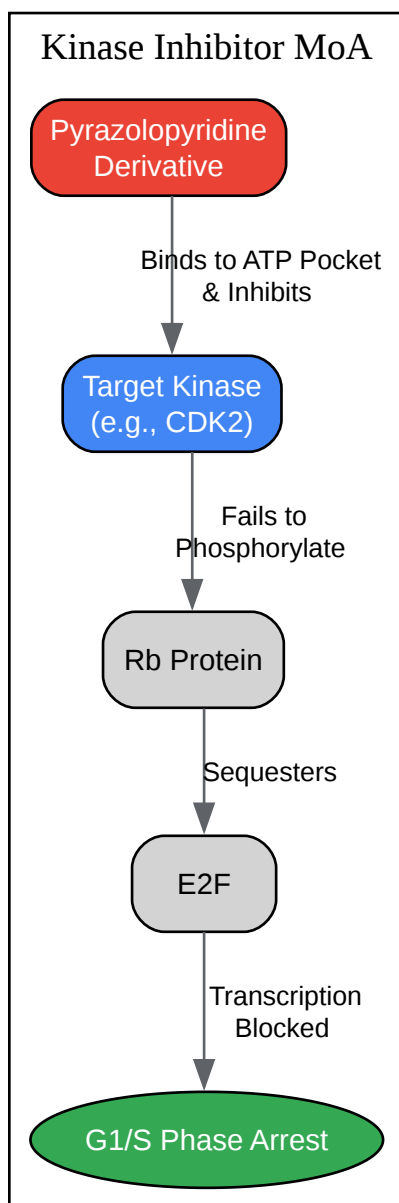 Kinase Inhibitor MoA
Pyrazolopyridine
Derivative
Binds to ATP Pocket
& Inhibits
Target Kinase
(e.g., CDK2)
Fails to
Phosphorylate
Rb Protein
Sequesters
E2F
Transcription
Blocked
G1/S Phase Arrest